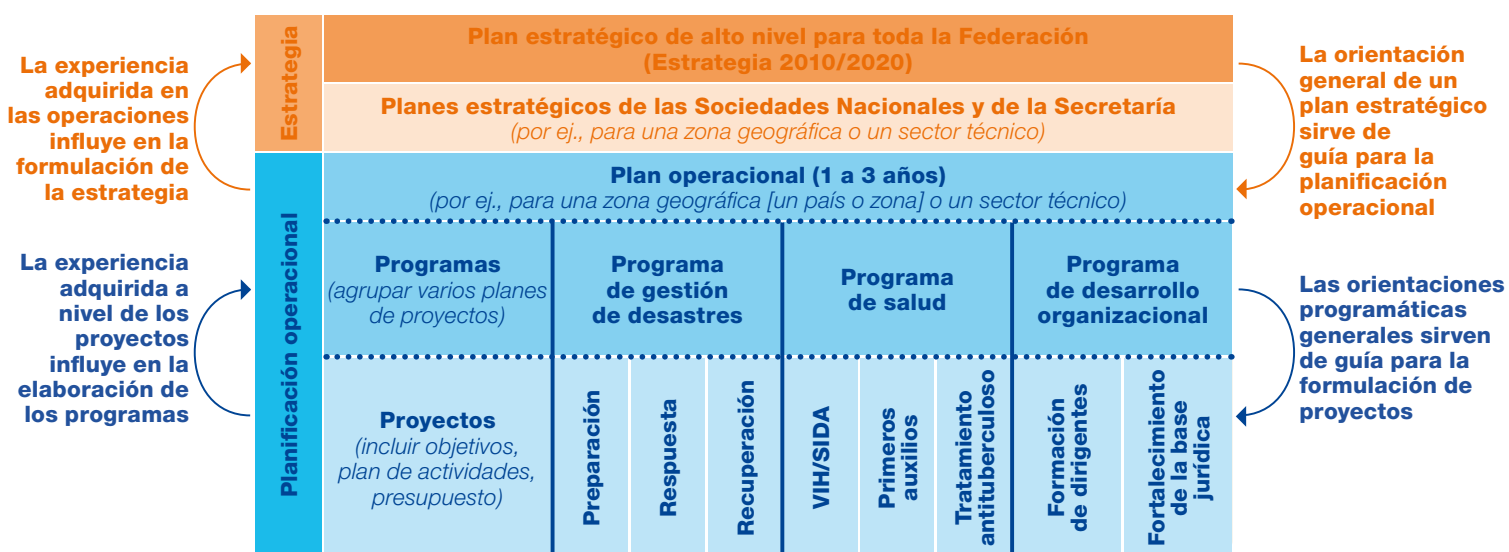 La experiencia
adquirida en
las operaciones
influye en la
formulación de
la estrategia
La experiencia
adquirida a
nivel de los
proyectos
influye en la
elaboración de
los programas
Estrategia
Plan estratégico de alto nivel para toda la Federación
(Estrategia 2010/2020)
Planes estratégicos de las Sociedades Nacionales y de la Secretaría
(por ej., para una zona geográfica o un sector técnico)
Planificación operacional
Plan operacional (1 a 3 años)
(por ej., para una zona geográfica [un país o zona] o un sector técnico)
Programas
(agrupar varios planes
de proyectos)
Programa
de gestión
de desastres
Programa
de salud
Programa
de desarrollo
organizacional
Proyectos
(incluir objetivos,
plan de actividades,
presupuesto)
Preparación
Respuesta
Recuperación
VIH/SIDA
Primeros
auxilios
Tratamiento
antituberculoso
Formación
de dirigentes
Fortalecimiento
de la base
jurídica
La orientación
general de un
plan estratégico
sirve de
guía para la
planificación
operacional
Las orientaciones
programáticas
generales sirven
de guía para la
formulación de
proyectos